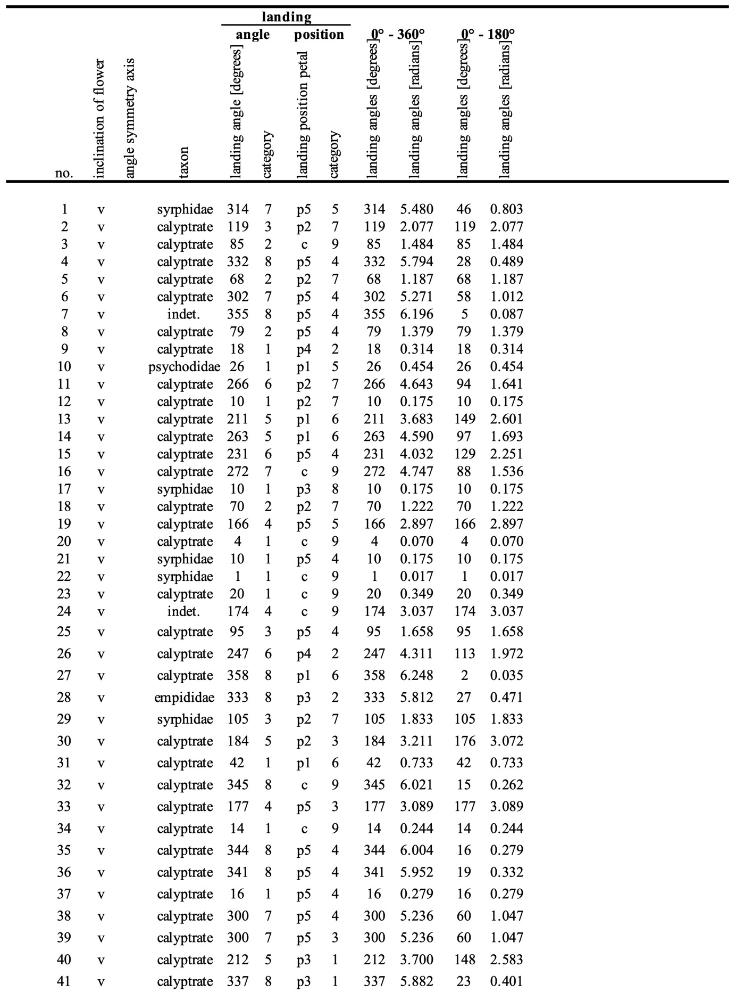 landing
angle position 0° - 360° 0° - 180°
no. inclination of flower angle symmetry axis taxon landing angle [degrees] category landing position petal category landing angles [degrees] landing angles [radians] landing angles [degrees] landing angles [radians]
1 v syrphidae 314 7 p5 5 314 5.480 46 0.803
2 v calyptrate 119 3 p2 7 119 2.077 119 2.077
3 v calyptrate 85 2 c 9 85 1.484 85 1.484
4 v calyptrate 332 8 p5 4 332 5.794 28 0.489
5 v calyptrate 68 2 p2 7 68 1.187 68 1.187
6 v calyptrate 302 7 p5 4 302 5.271 58 1.012
7 v indet. 355 8 p5 4 355 6.196 5 0.087
8 v calyptrate 79 2 p5 4 79 1.379 79 1.379
9 v calyptrate 18 1 p4 2 18 0.314 18 0.314
10 v psychodidae 26 1 p1 5 26 0.454 26 0.454
11 v calyptrate 266 6 p2 7 266 4.643 94 1.641
12 v calyptrate 10 1 p2 7 10 0.175 10 0.175
13 v calyptrate 211 5 p1 6 211 3.683 149 2.601
14 v calyptrate 263 5 p1 6 263 4.590 97 1.693
15 v calyptrate 231 6 p5 4 231 4.032 129 2.251
16 v calyptrate 272 7 c 9 272 4.747 88 1.536
17 v syrphidae 10 1 p3 8 10 0.175 10 0.175
18 v calyptrate 70 2 p2 7 70 1.222 70 1.222
19 v calyptrate 166 4 p5 5 166 2.897 166 2.897
20 v calyptrate 4 1 c 9 4 0.070 4 0.070
21 v syrphidae 10 1 p5 4 10 0.175 10 0.175
22 v syrphidae 1 1 c 9 1 0.017 1 0.017
23 v calyptrate 20 1 c 9 20 0.349 20 0.349
24 v indet. 174 4 c 9 174 3.037 174 3.037
25 v calyptrate 95 3 p5 4 95 1.658 95 1.658
26 v calyptrate 247 6 p4 2 247 4.311 113 1.972
27 v calyptrate 358 8 p1 6 358 6.248 2 0.035
28 v empididae 333 8 p3 2 333 5.812 27 0.471
29 v syrphidae 105 3 p2 7 105 1.833 105 1.833
30 v calyptrate 184 5 p2 3 184 3.211 176 3.072
31 v calyptrate 42 1 p1 6 42 0.733 42 0.733
32 v calyptrate 345 8 c 9 345 6.021 15 0.262
33 v calyptrate 177 4 p5 3 177 3.089 177 3.089
34 v calyptrate 14 1 c 9 14 0.244 14 0.244
35 v calyptrate 344 8 p5 4 344 6.004 16 0.279
36 v calyptrate 341 8 p5 4 341 5.952 19 0.332
37 v calyptrate 16 1 p5 4 16 0.279 16 0.279
38 v calyptrate 300 7 p5 4 300 5.236 60 1.047
39 v calyptrate 300 7 p5 3 300 5.236 60 1.047
40 v calyptrate 212 5 p3 1 212 3.700 148 2.583
41 v calyptrate 337 8 p3 1 337 5.882 23 0.401